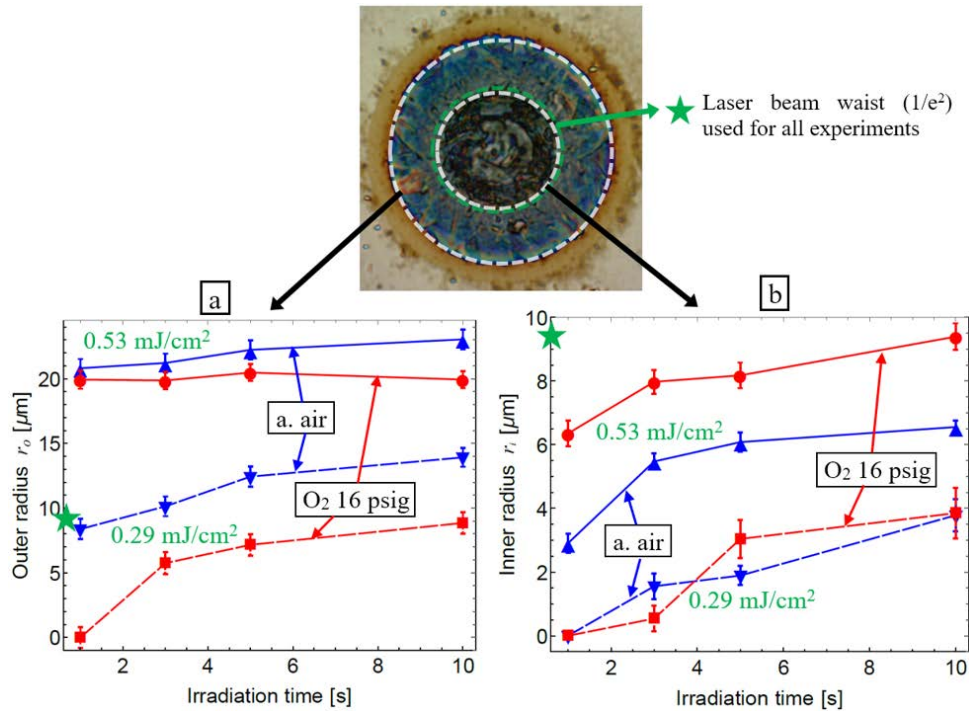 ★ Laser beam waist (1/e²)
used for all experiments
a
b
0.53 mJ/cm²
a. air
O₂ 16 psig
0.29 mJ/cm²
Outer radius rₒ [µm]
20
15
10
5
0
2
4
6
8
10
Irradiation time [s]
10
8
6
4
2
0
Inner radius rᵢ [µm]
0.53 mJ/cm²
O₂ 16 psig
a. air
0.29 mJ/cm²
2
4
6
8
10
Irradiation time [s]